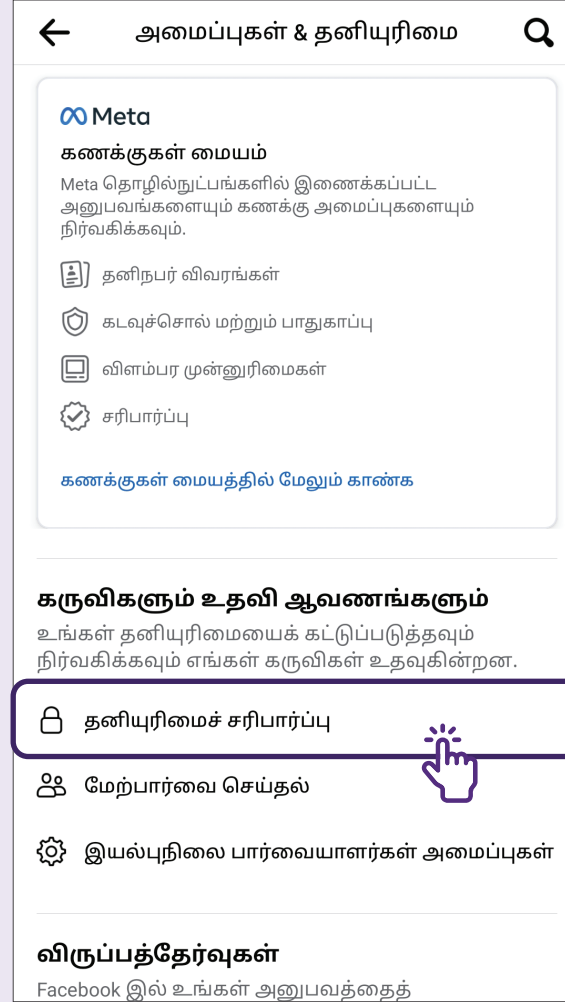 அமைப்புகள் & தனியுரிமை
Meta
கணக்குகள் மையம்
Meta தொழில்நுட்பங்களில் இணைக்கப்பட்ட
அனுபவங்களையும் கணக்கு அமைப்புகளையும்
நிர்வகிக்கவும்.
தனிநபர் விவரங்கள்
கடவுச்சொல் மற்றும் பாதுகாப்பு
விளம்பர முன்னுரிமைகள்
சரிபார்ப்பு
கணக்குகள் மையத்தில் மேலும் காண்க
கருவிகளும் உதவி ஆவணங்களும்
உங்கள் தனியுரிமையைக் கட்டுப்படுத்தவும்
நிர்வகிக்கவும் எங்கள் கருவிகள் உதவுகின்றன.
தனியுரிமைச் சரிபார்ப்பு
மேற்பார்வை செய்தல்
இயல்புநிலை பார்வையாளர்கள் அமைப்புகள்
விருப்பத்தேர்வுகள்
Facebook இல் உங்கள் அனுபவத்தைத்